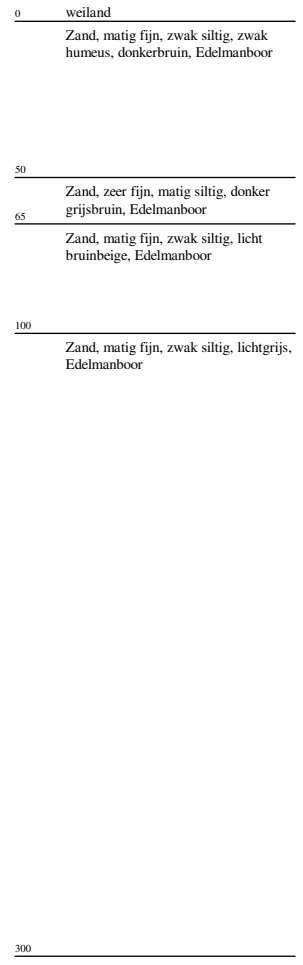 0 weiland
Zand, matig fijn, zwak siltig, zwak
humeus, donkerbruin, Edelmanboor
50
Zand, zeer fijn, matig siltig, donker
grijsbruin, Edelmanboor
65
Zand, matig fijn, zwak siltig, licht
bruinbeige, Edelmanboor
100
Zand, matig fijn, zwak siltig, lichtgrijs,
Edelmanboor
300